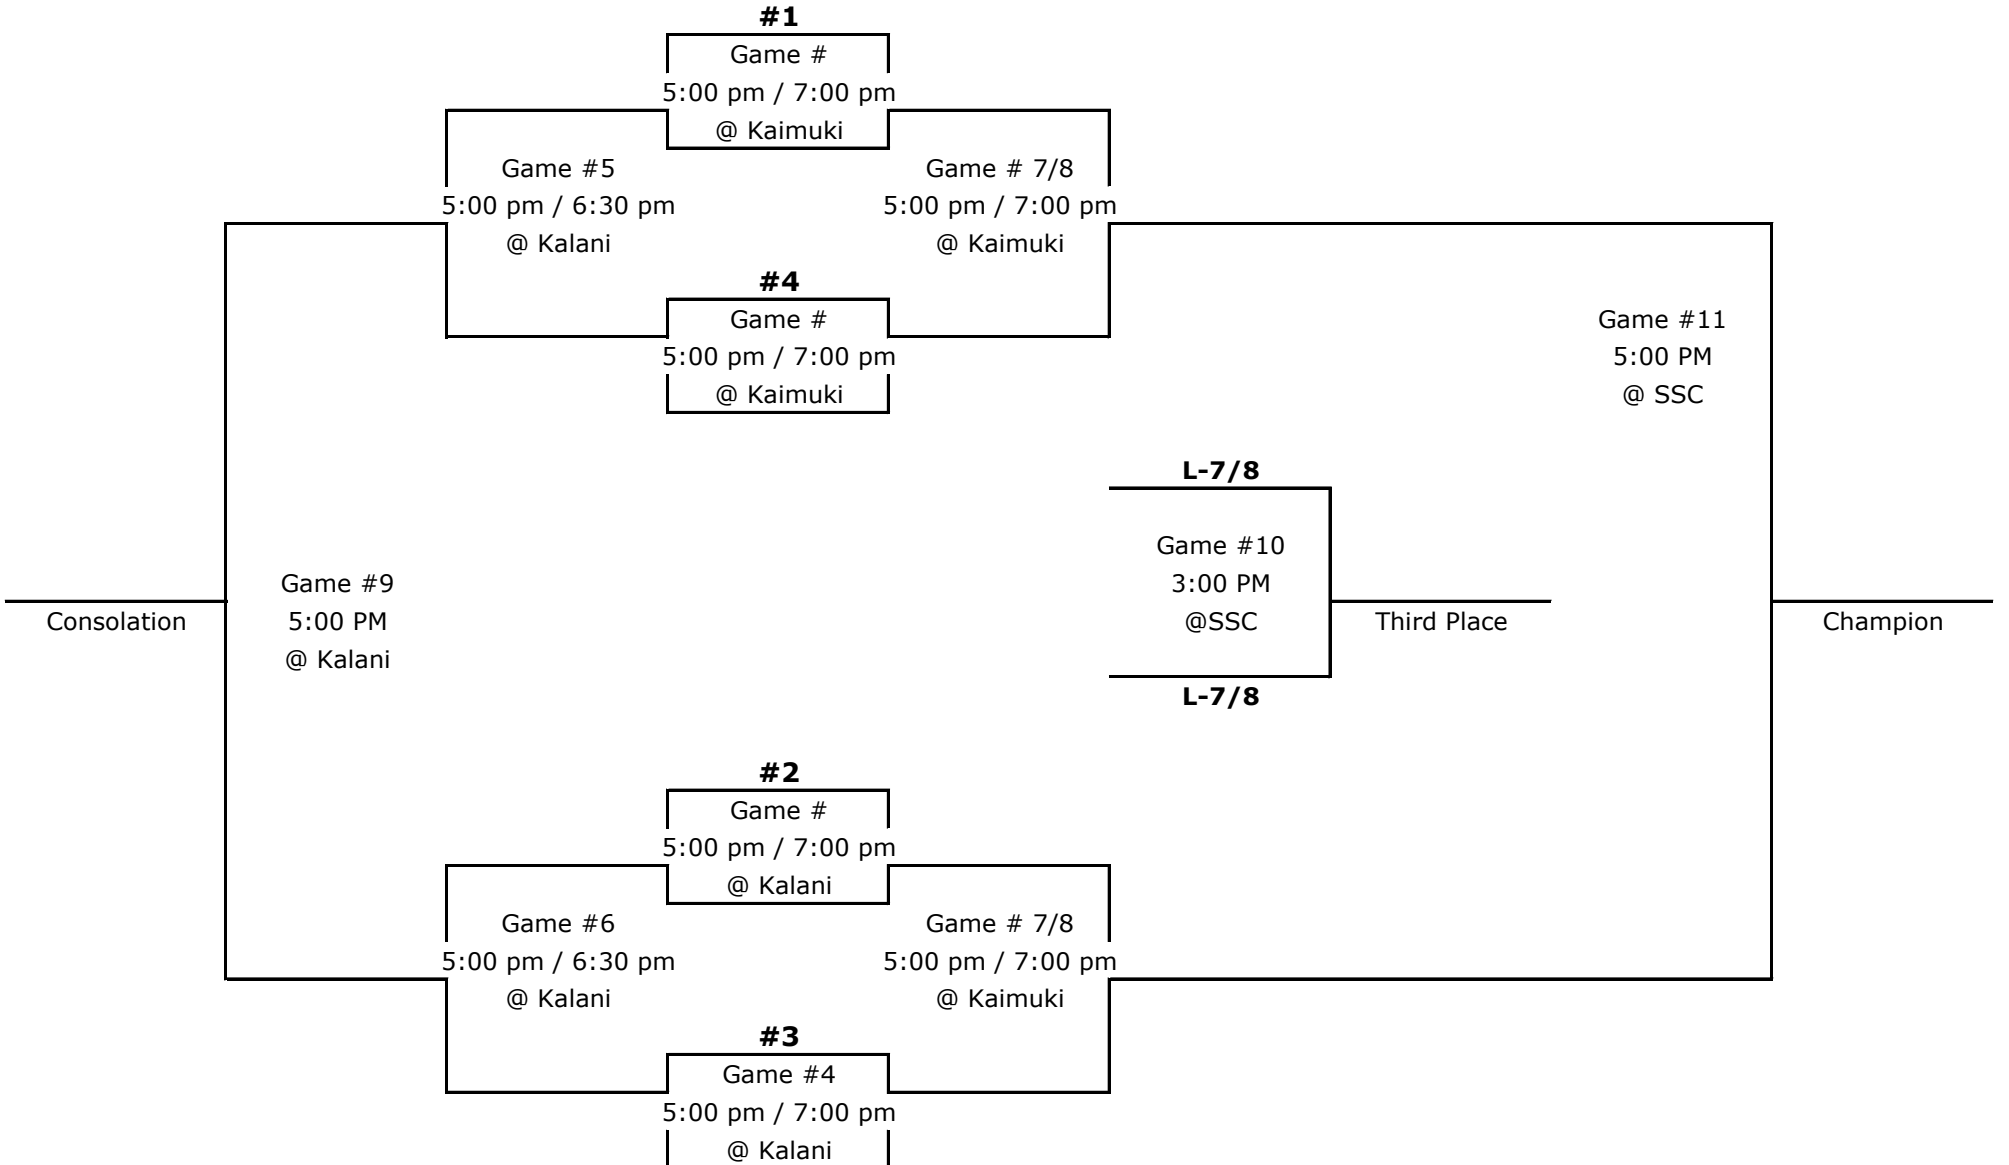 #1
Game #
5:00 pm / 7:00 pm
@ Kaimuki
Game #5
5:00 pm / 6:30 pm
@ Kalani
Game # 7/8
5:00 pm / 7:00 pm
@ Kaimuki
#4
Game #
5:00 pm / 7:00 pm
@ Kaimuki
Game #11
5:00 PM
@ SSC
L-7/8
Game #10
3:00 PM
@SSC
L-7/8
Third Place
Champion
Consolation
Game #9
5:00 PM
@ Kalani
#2
Game #
5:00 pm / 7:00 pm
@ Kalani
Game #6
5:00 pm / 6:30 pm
@ Kalani
Game # 7/8
5:00 pm / 7:00 pm
@ Kaimuki
#3
Game #4
5:00 pm / 7:00 pm
@ Kalani